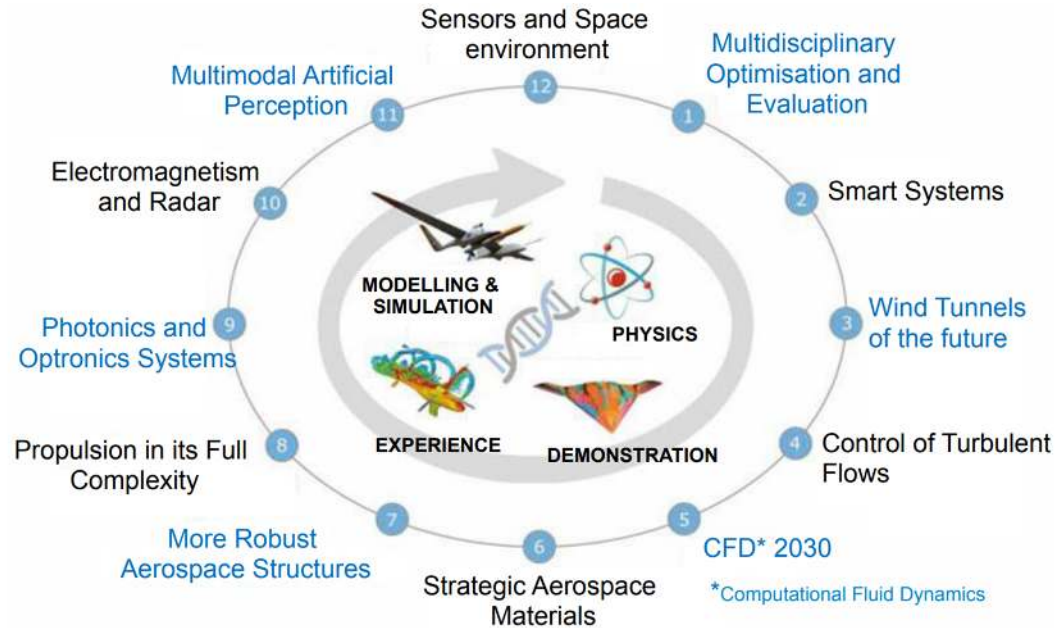 Sensors and Space
environment
12
Multidisciplinary
Optimisation and
Evaluation
1
Smart Systems
2
Wind Tunnels
of the future
3
Control of Turbulent
Flows
4
CFD* 2030
5
*Computational Fluid Dynamics
Strategic Aerospace
Materials
6
More Robust
Aerospace Structures
7
Propulsion in its Full
Complexity
8
Photonics and
Optronics Systems
9
Electromagnetism
and Radar
10
Multimodal Artificial
Perception
11
MODELLING &
SIMULATION
PHYSICS
EXPERIENCE
DEMONSTRATION